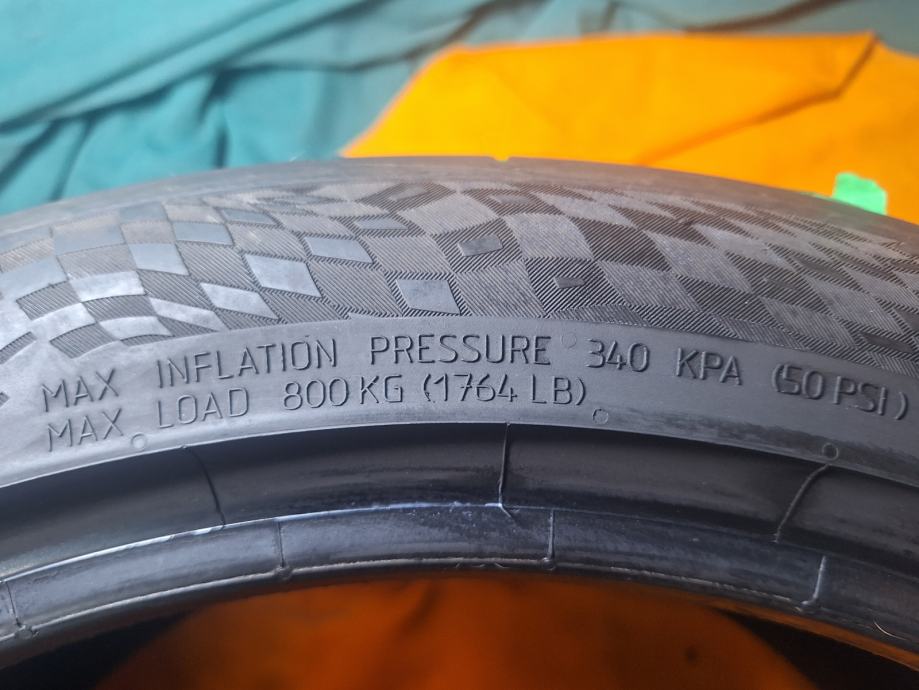 MAX INFLATION PRESSURE 340 KPA (50 PSI)
MAX LOAD 800 KG (1764 LB)